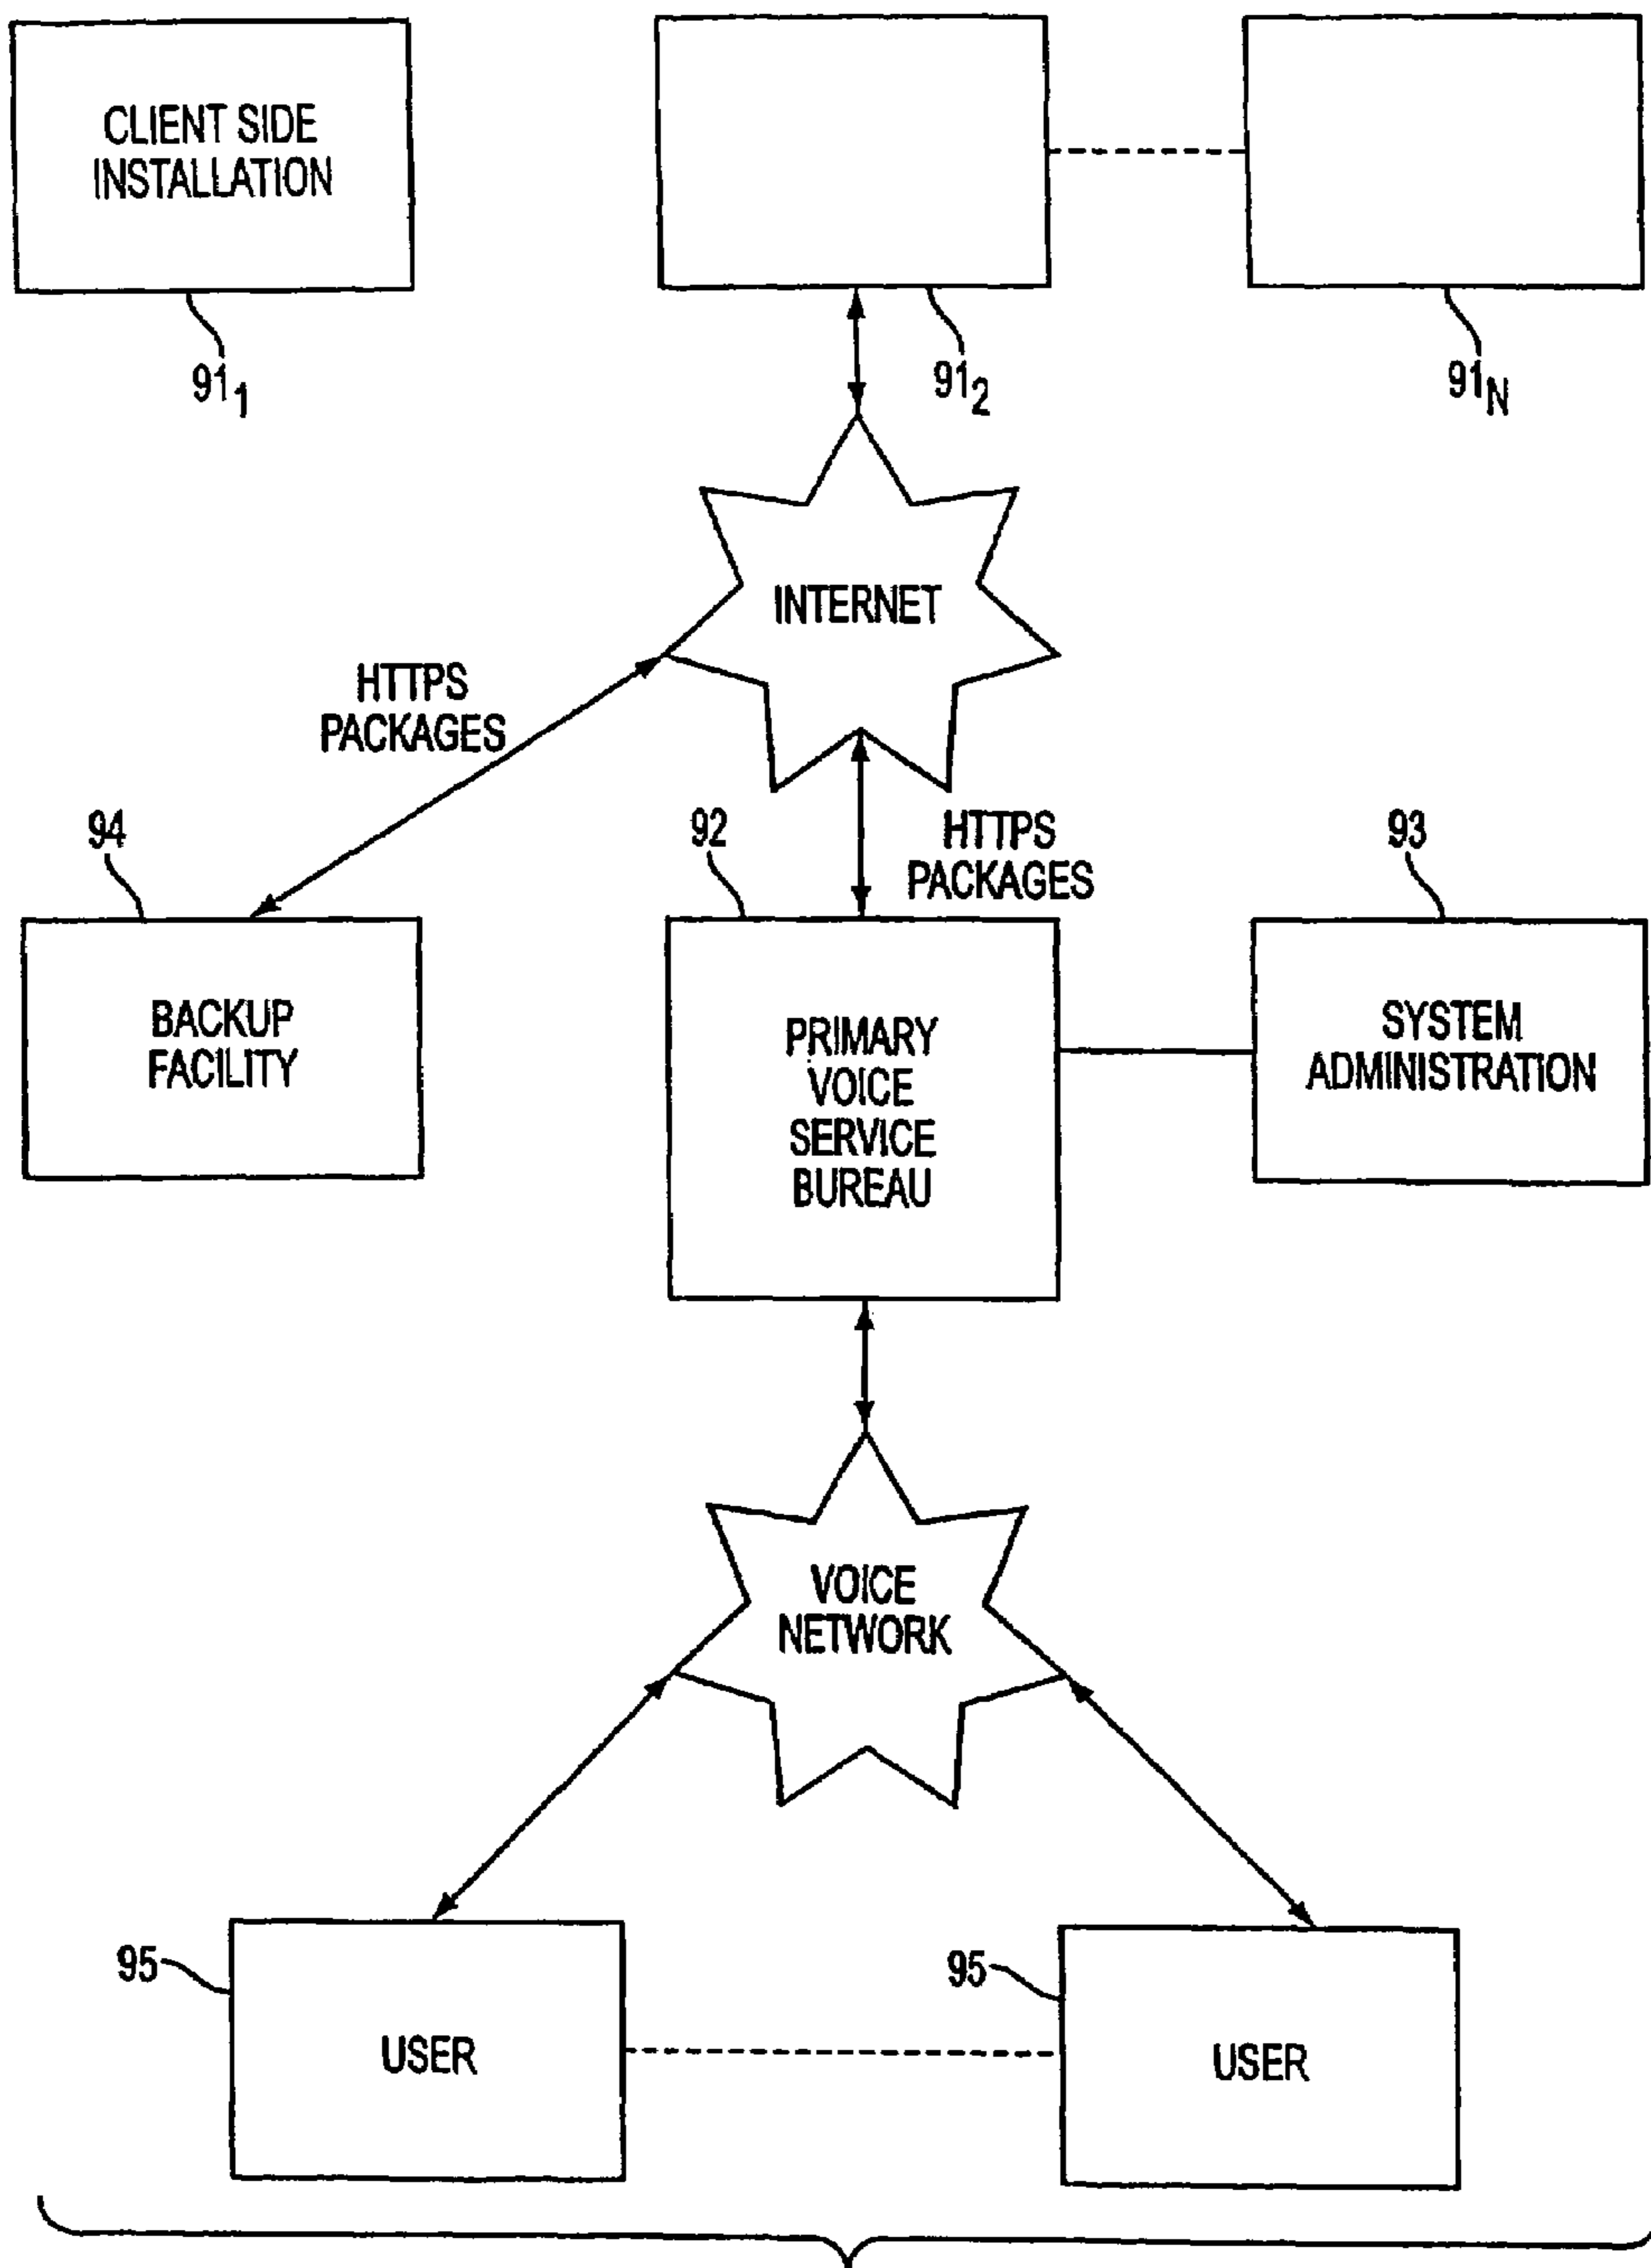 CLIENT SIDE
INSTALLATION
91₁
91₂
91N
INTERNET
HTTPS
PACKAGES
HTTPS
PACKAGES
94
92
93
BACKUP
FACILITY
PRIMARY
VOICE
SERVICE
BUREAU
SYSTEM
ADMINISTRATION
VOICE
NETWORK
95
USER
95
USER